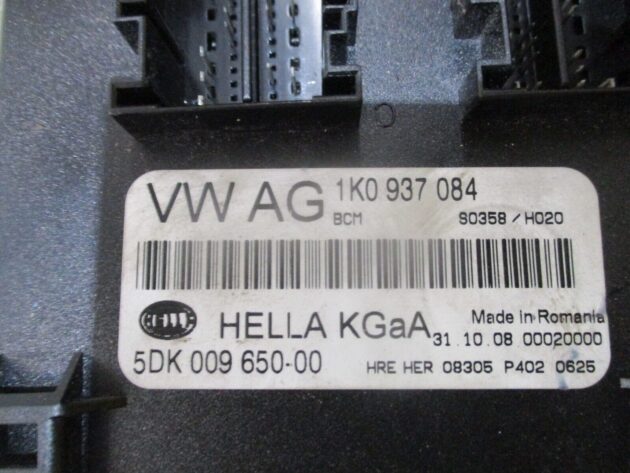 VW AG 1K0 937 084
BCM S0358 / H020
HELLA KGaA Made in Romania
31.10.08 00020000
5DK 009 650-00 HRE HER 08305 P402 0625